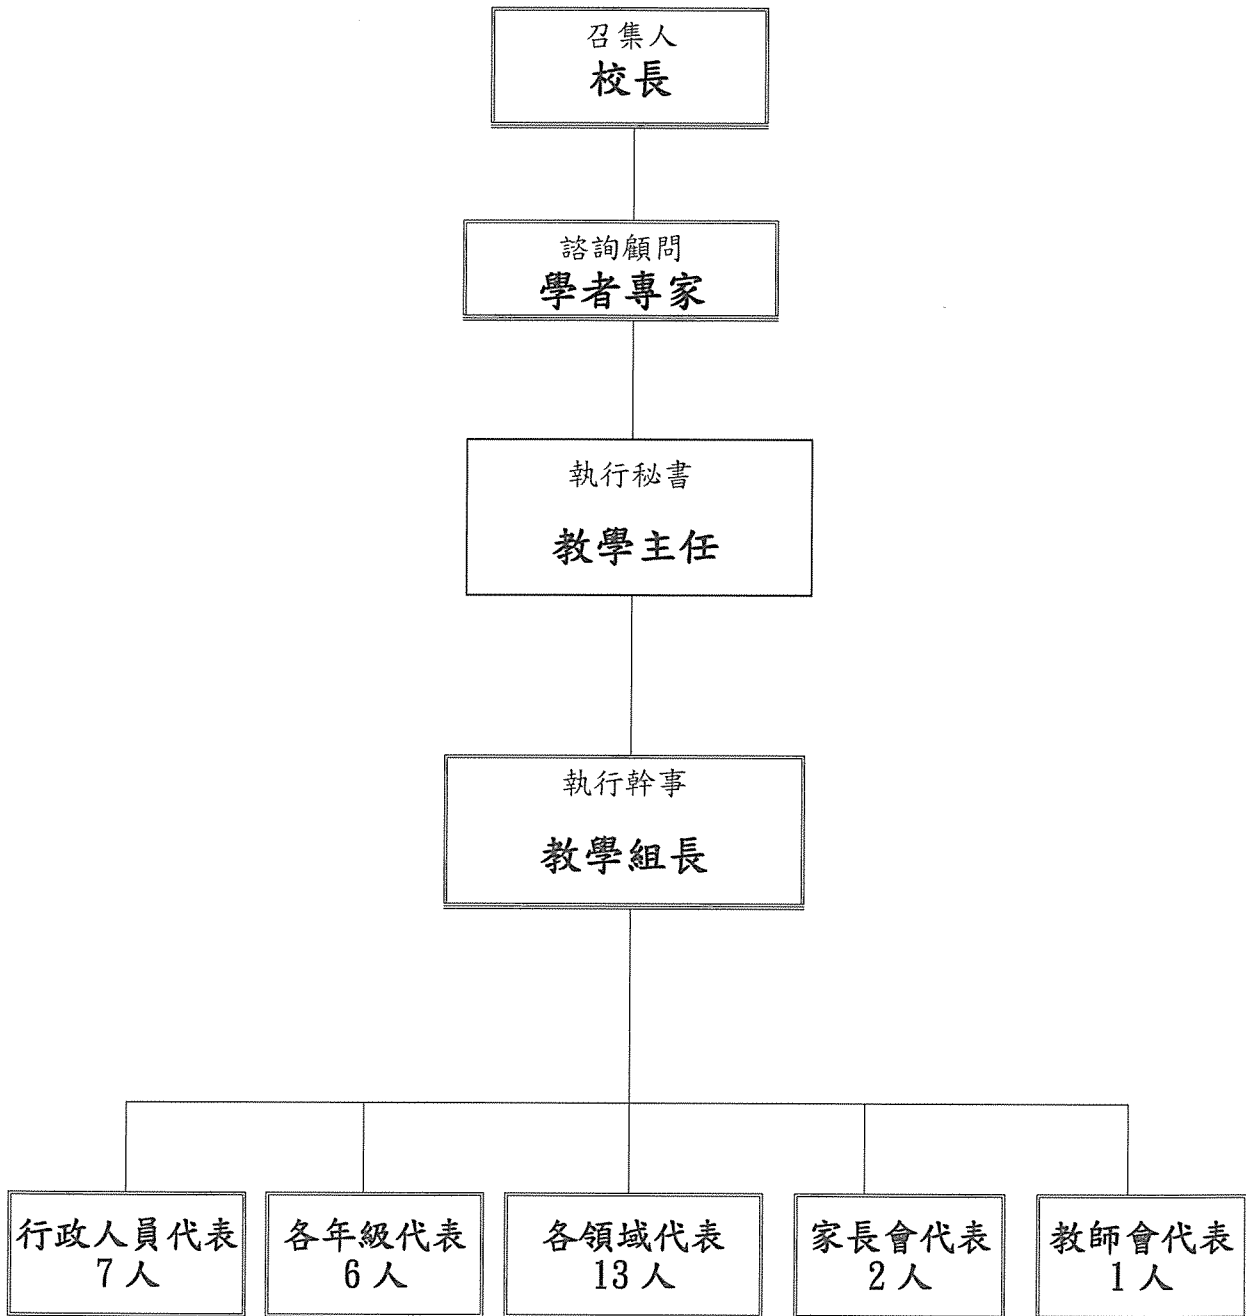 召集人
校長
諮詢顧問
學者專家
執行秘書
教學主任
執行幹事
教學組長
行政人員代表
7人
各年級代表
6人
各領域代表
13人
家長會代表
2人
教師會代表
1人